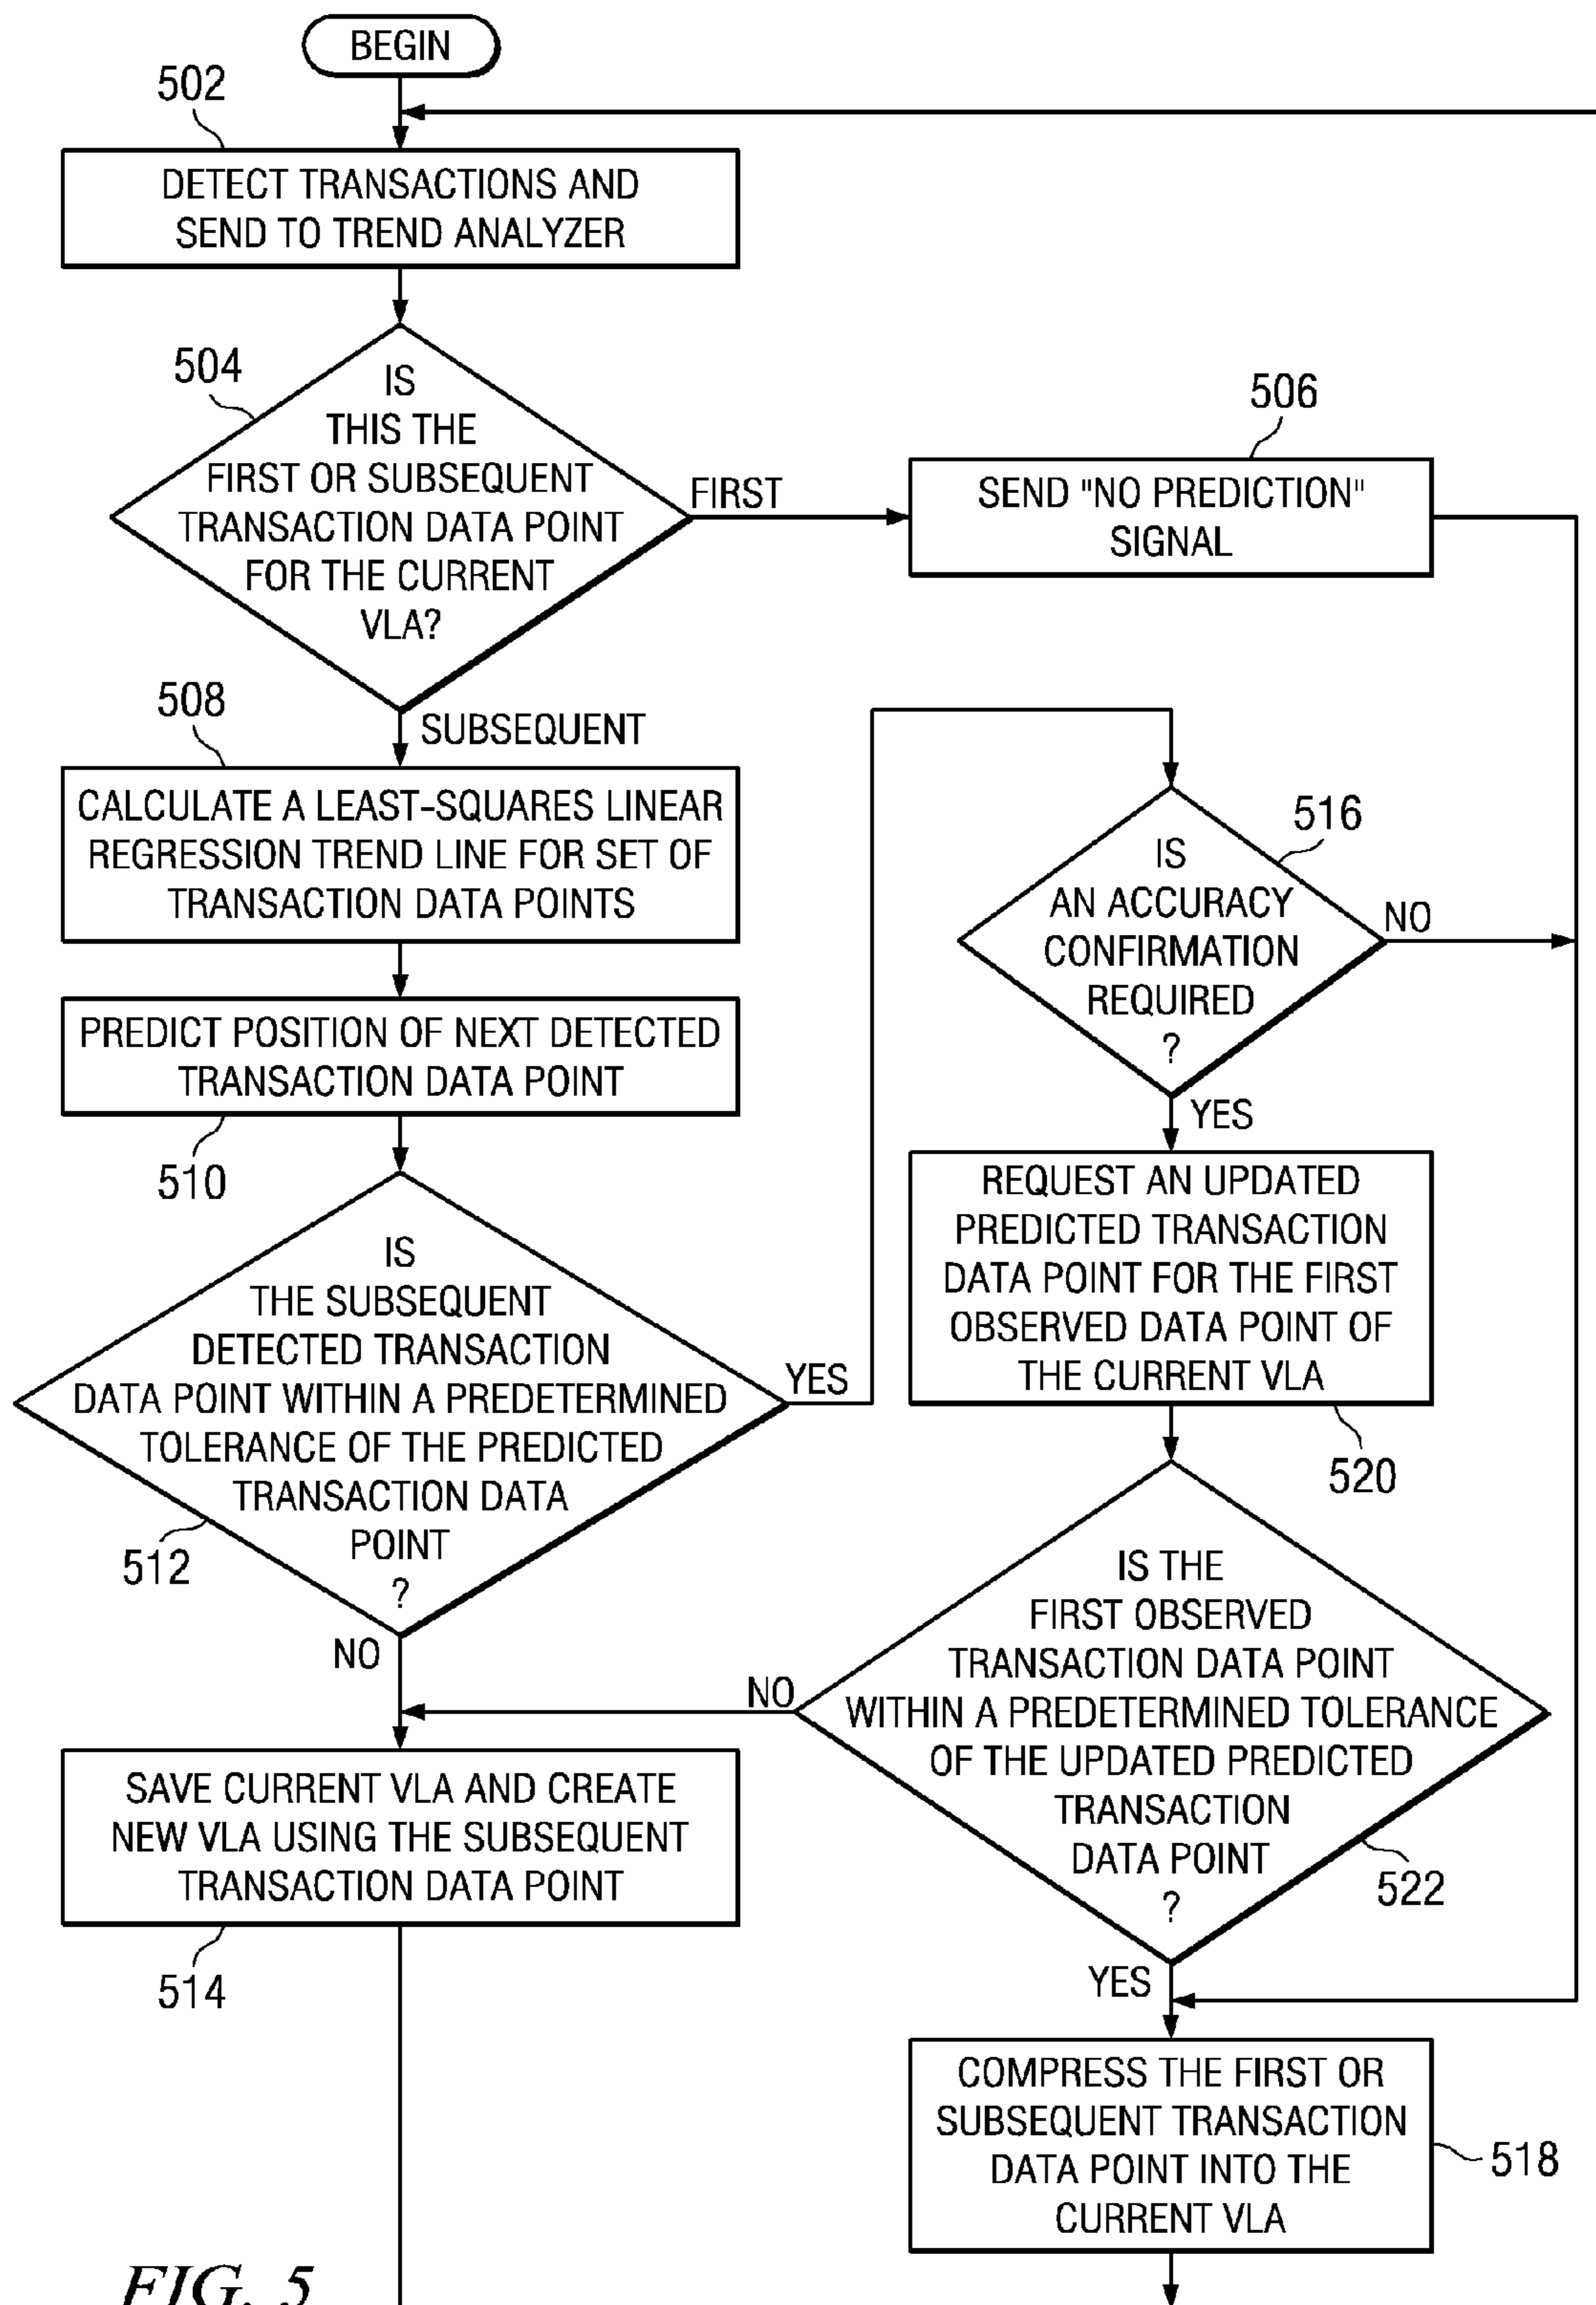 BEGIN
502
DETECT TRANSACTIONS AND
SEND TO TREND ANALYZER
504
IS
THIS THE
FIRST OR SUBSEQUENT
TRANSACTION DATA POINT
FOR THE CURRENT
VLA?
FIRST
506
SEND "NO PREDICTION"
SIGNAL
SUBSEQUENT
508
CALCULATE A LEAST-SQUARES LINEAR
REGRESSION TREND LINE FOR SET OF
TRANSACTION DATA POINTS
PREDICT POSITION OF NEXT DETECTED
TRANSACTION DATA POINT
510
IS
THE SUBSEQUENT
DETECTED TRANSACTION
DATA POINT WITHIN A PREDETERMINED
TOLERANCE OF THE PREDICTED
TRANSACTION DATA
POINT
?
512
YES
NO
516
IS
AN ACCURACY
CONFIRMATION
REQUIRED
?
NO
YES
REQUEST AN UPDATED
PREDICTED TRANSACTION
DATA POINT FOR THE FIRST
OBSERVED DATA POINT OF
THE CURRENT VLA
520
IS THE
FIRST OBSERVED
TRANSACTION DATA POINT
WITHIN A PREDETERMINED TOLERANCE
OF THE UPDATED PREDICTED
TRANSACTION
DATA POINT
?
522
NO
YES
SAVE CURRENT VLA AND CREATE
NEW VLA USING THE SUBSEQUENT
TRANSACTION DATA POINT
514
COMPRESS THE FIRST OR
SUBSEQUENT TRANSACTION
DATA POINT INTO THE
CURRENT VLA
518
FIG. 5